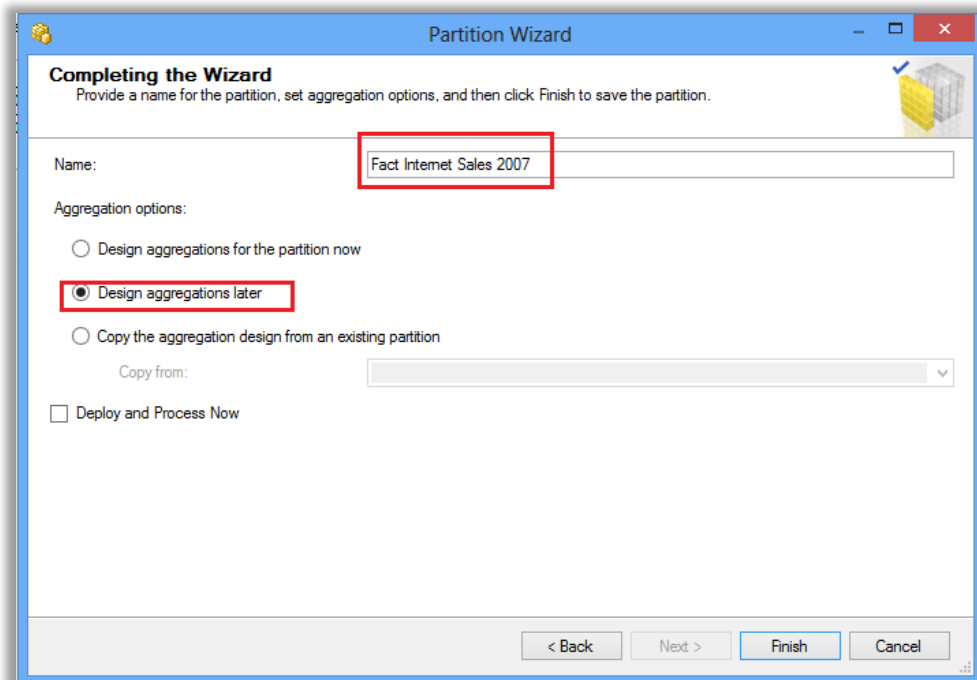 Partition Wizard
Completing the Wizard
Provide a name for the partition, set aggregation options, and then click Finish to save the partition.
Name:
Fact Internet Sales 2007
Aggregation options:
Design aggregations for the partition now
Design aggregations later
Copy the aggregation design from an existing partition
Copy from:
Deploy and Process Now
< Back
Next >
Finish
Cancel